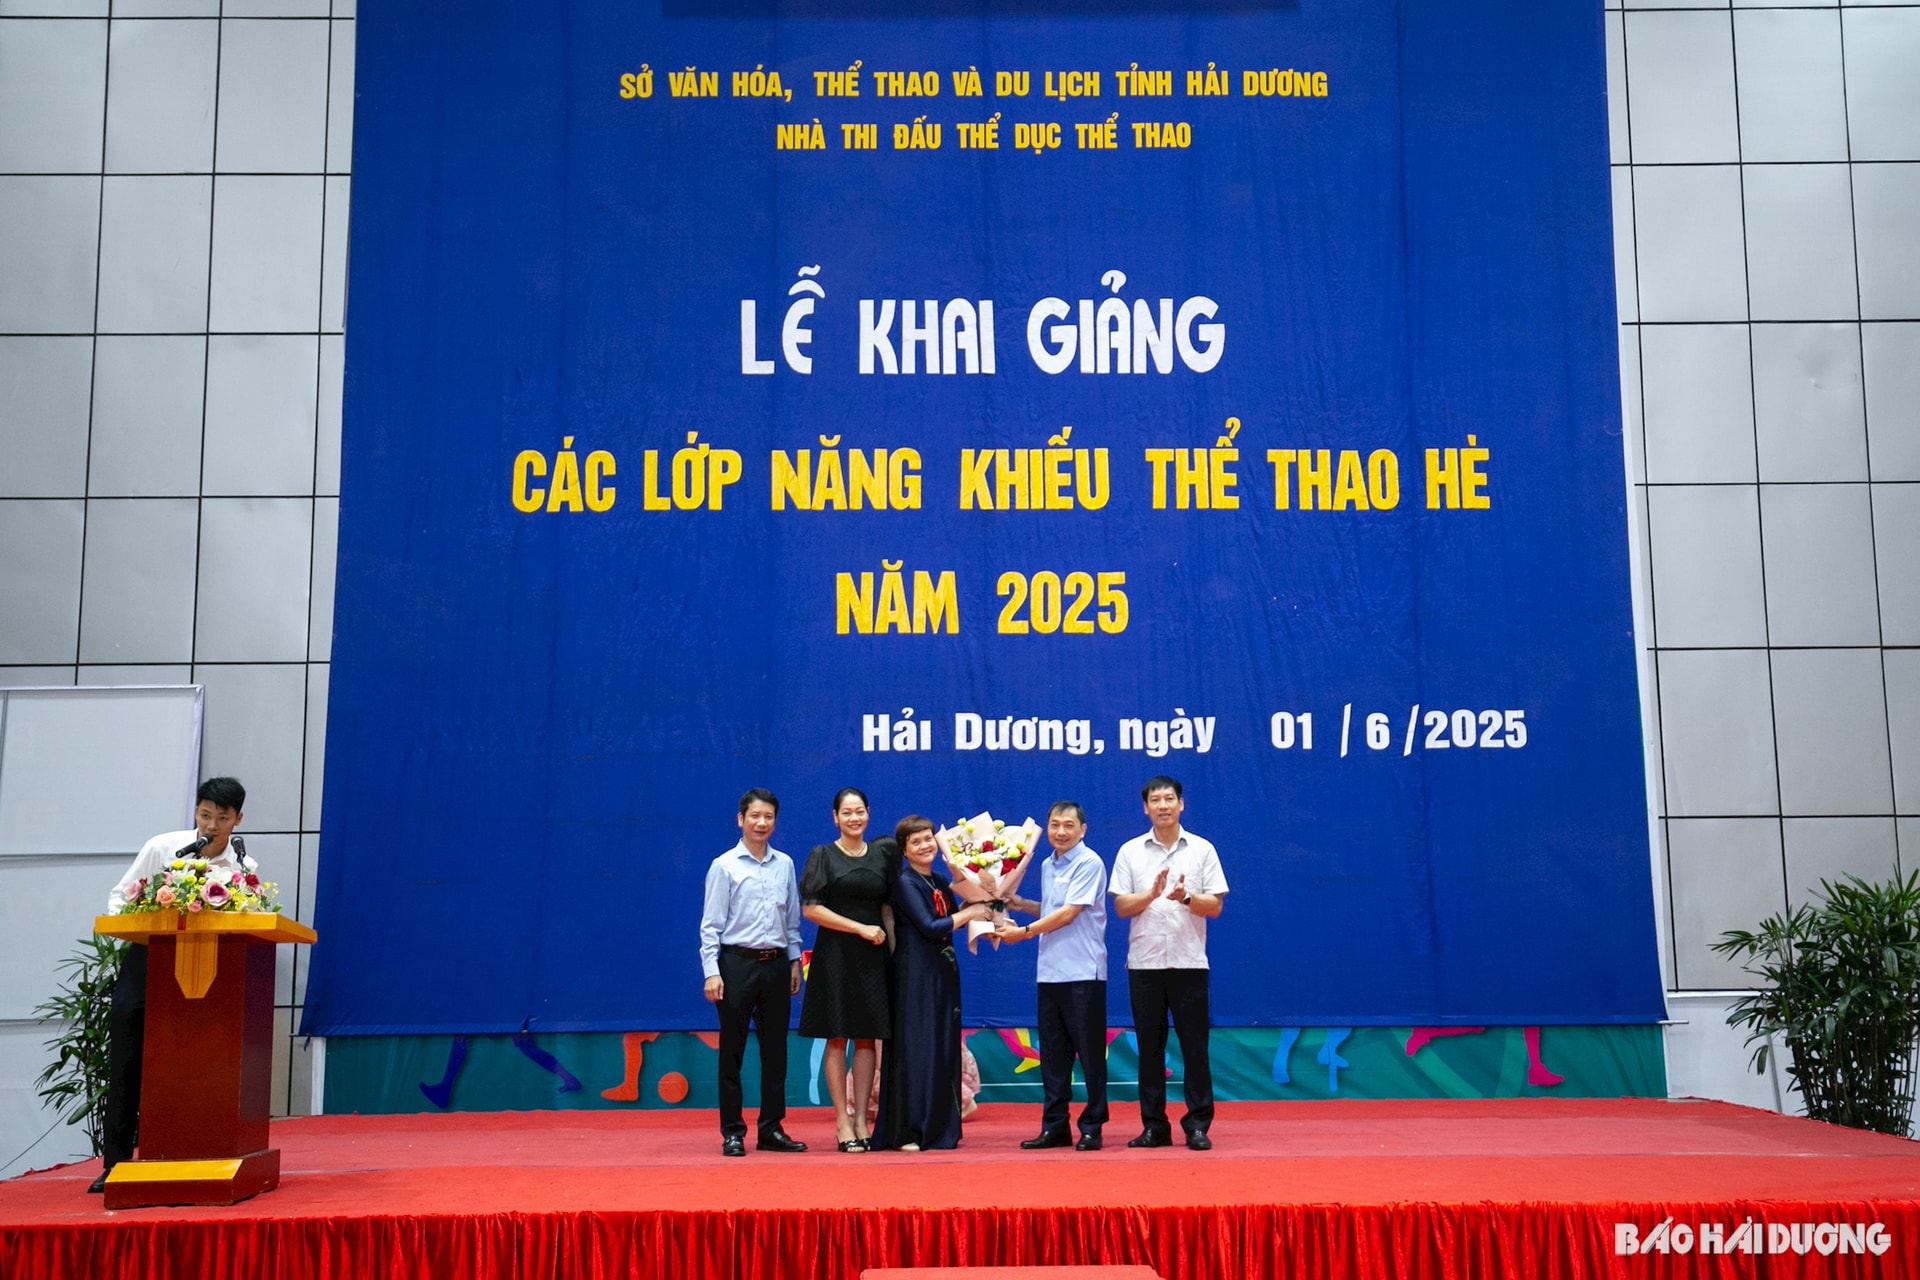 SỞ VĂN HÓA, THỂ THAO VÀ DU LỊCH TỈNH HẢI DƯƠNG
NHÀ THI ĐẤU THỂ DỤC THỂ THAO
LỄ KHAI GIẢNG
CÁC LỚP NĂNG KHIẾU THỂ THAO HÈ
NĂM 2025
Hải Dương, ngày 01 / 6 / 2025
BÁO HẢI DƯƠNG